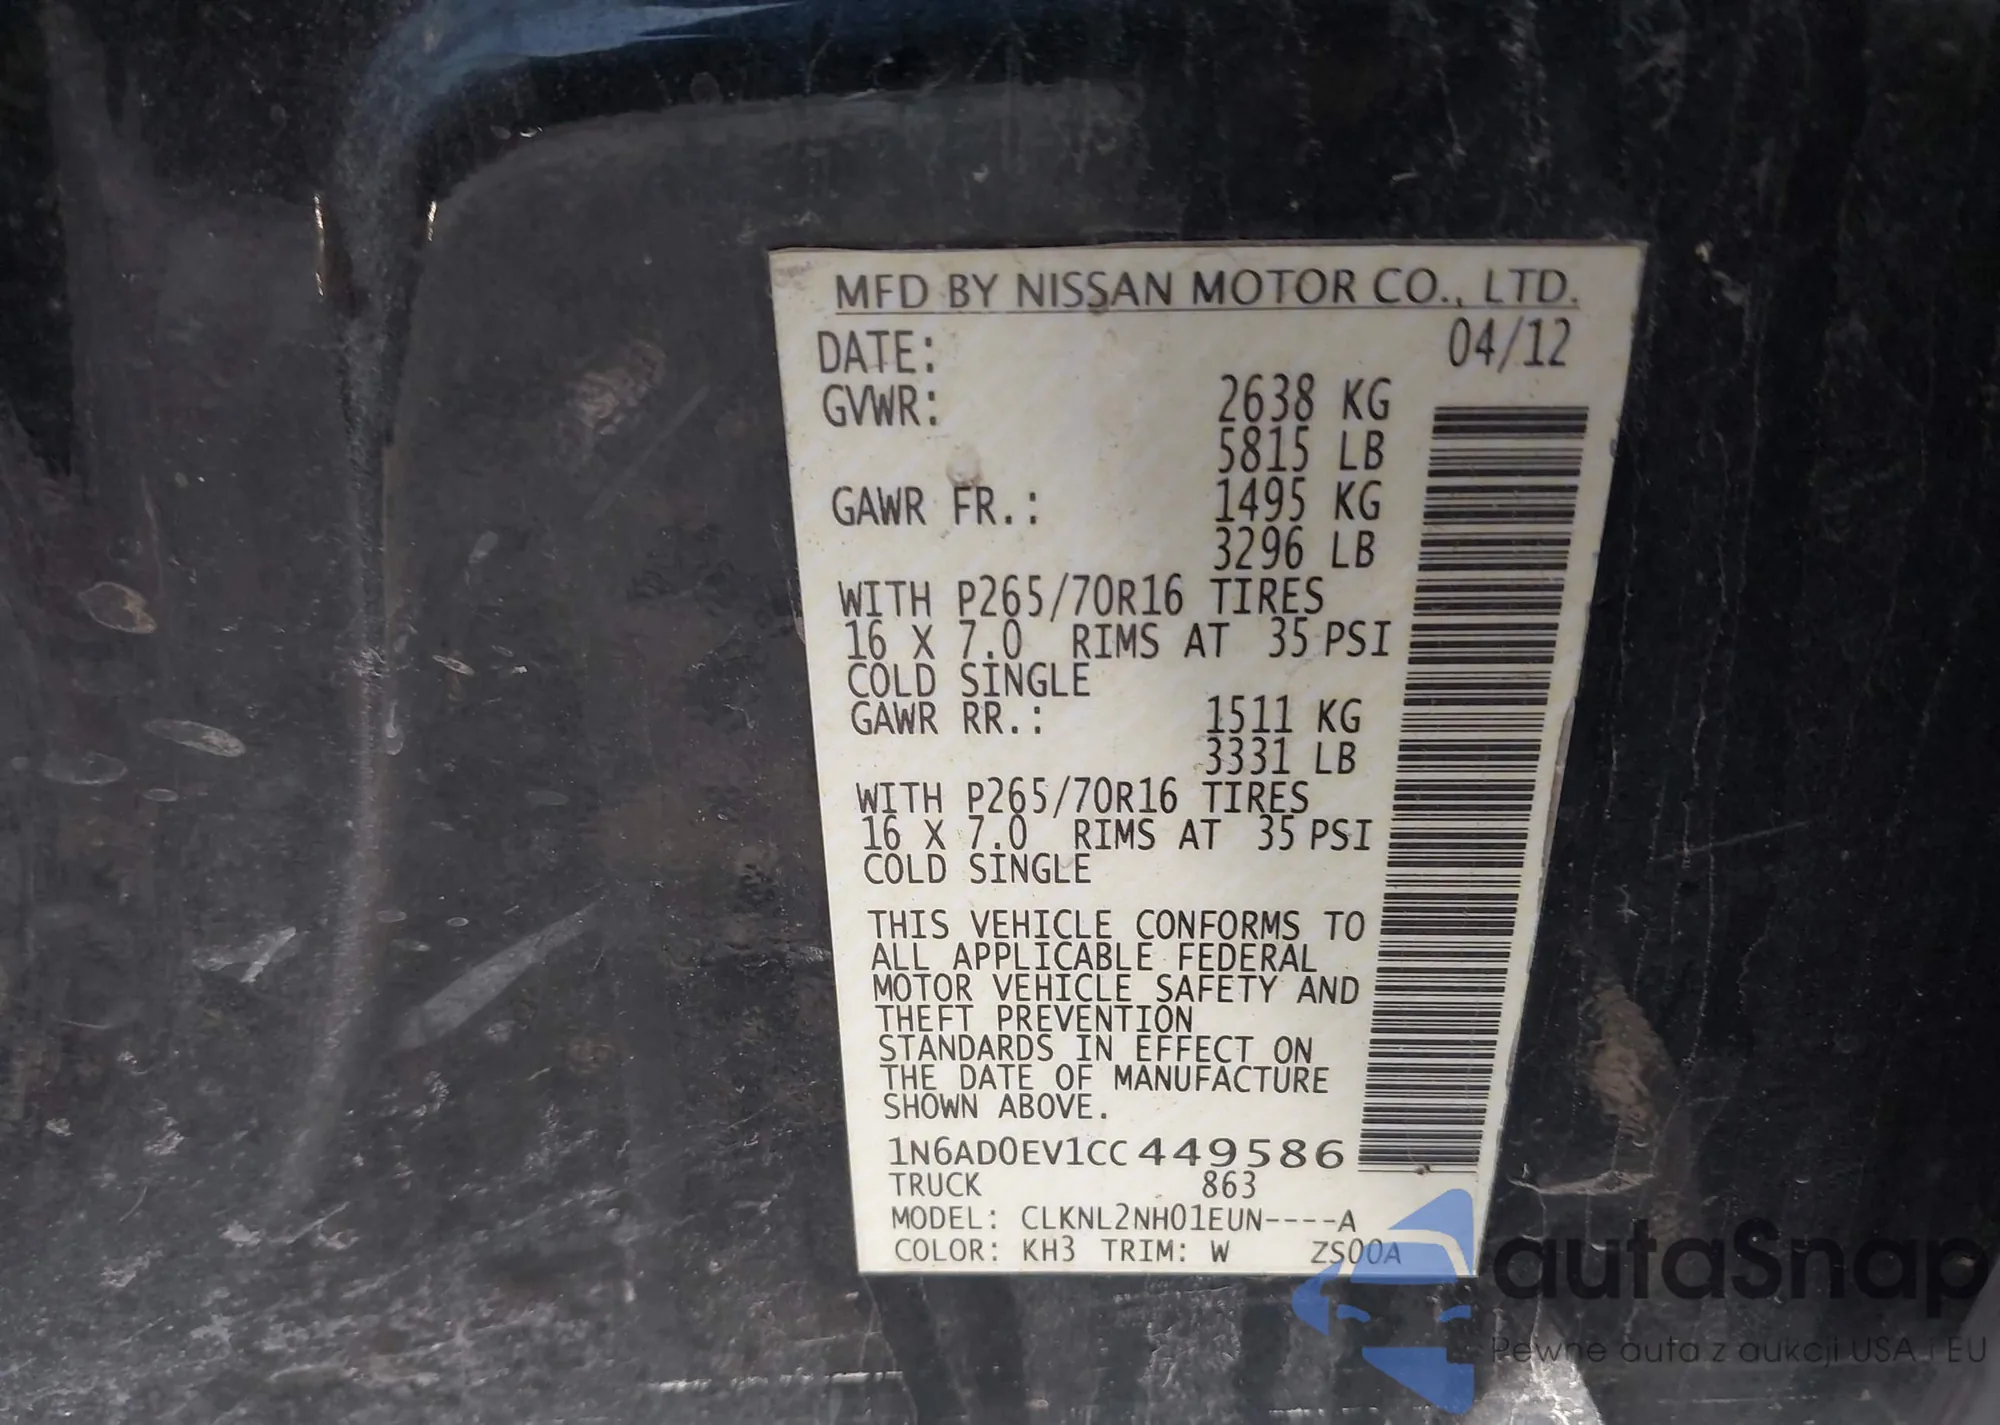 MFD BY NISSAN MOTOR CO., LTD.
DATE: 04/12
GVWR: 2638 KG
5815 LB
GAWR FR.: 1495 KG
3296 LB
WITH P265/70R16 TIRES
16 X 7.0 RIMS AT 35 PSI
COLD SINGLE
GAWR RR.: 1511 KG
3331 LB
WITH P265/70R16 TIRES
16 X 7.0 RIMS AT 35 PSI
COLD SINGLE
THIS VEHICLE CONFORMS TO
ALL APPLICABLE FEDERAL
MOTOR VEHICLE SAFETY AND
THEFT PREVENTION
STANDARDS IN EFFECT ON
THE DATE OF MANUFACTURE
SHOWN ABOVE.
1N6AD0EV1CC449586
TRUCK 863
MODEL: CLKNL2NH01EUN----A
COLOR: KH3 TRIM: W ZS00A
autaSnap
Pewne auta z aukcji USA i EU